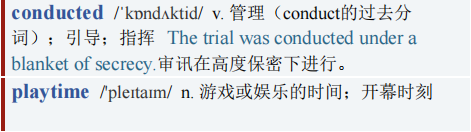 conducted /'kɒndʌktid/ v. 管理（conduct的过去分
词）；引导；指挥 The trial was conducted under a
blanket of secrecy.审讯在高度保密下进行。
playtime /'pleɪtaɪm/ n. 游戏或娱乐的时间；开幕时刻